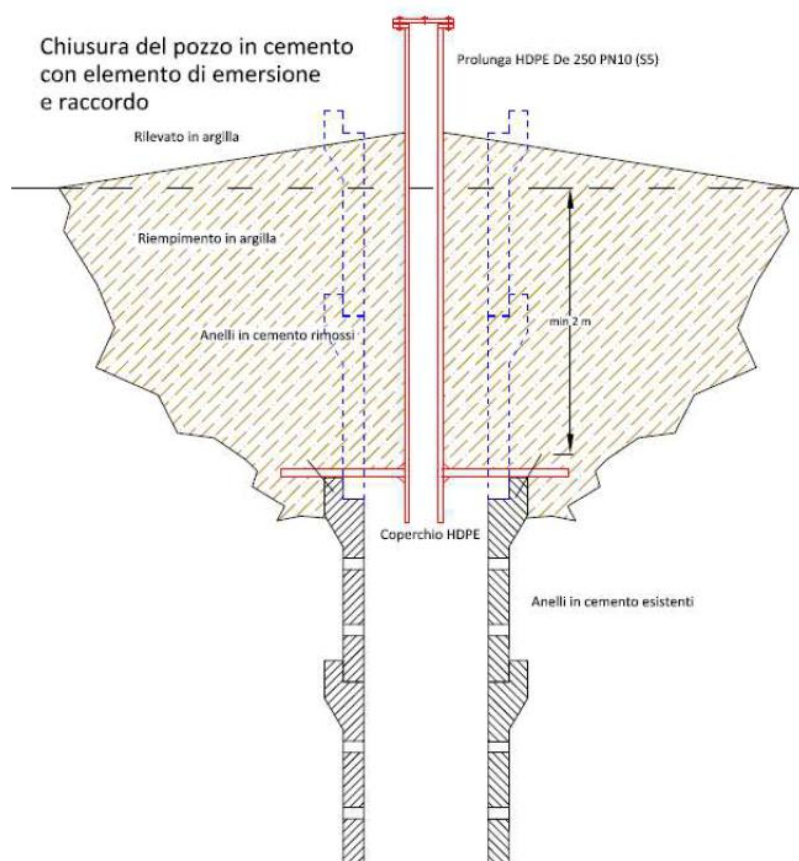 Chiusura del pozzo in cemento
con elemento di emersione
e raccordo
Prolunga HDPE De 250 PN10 (S5)
Rilevato in argilla
Riempimento in argilla
Anelli in cemento rimossi
min 2 m
Coperchio HDPE
Anelli in cemento esistenti